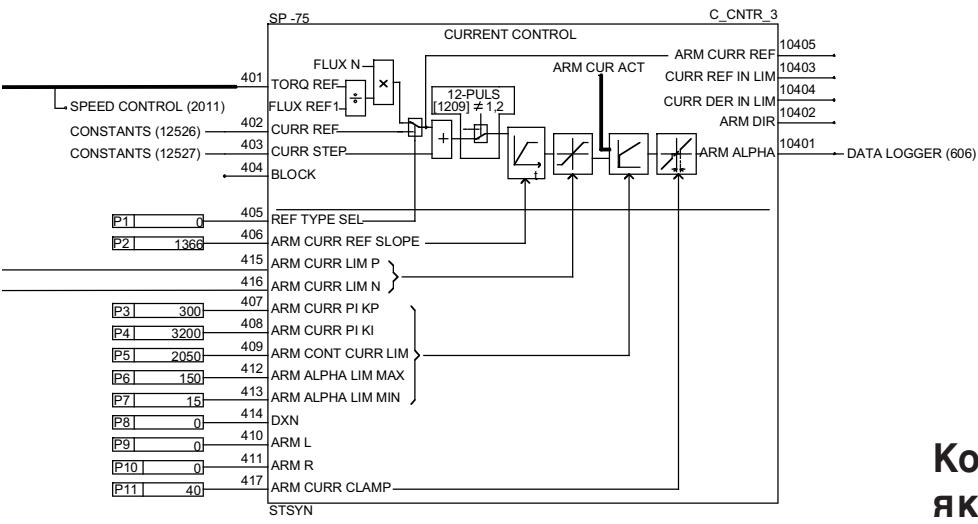 SP -75 C_CNTR_3
CURRENT CONTROL
ARM CURR REF 10405
FLUX N
ARM CUR ACT
CURR REF IN LIM 10403
401 TORQ REF
÷ ×
12-PULS
[1209] ≠ 1,2
CURR DER IN LIM 10404
SPEED CONTROL (2011)
FLUX REF1
ARM DIR 10402
CONSTANTS (12526) 402 CURR REF
CONSTANTS (12527) 403 CURR STEP
+
t
ARM ALPHA 10401 DATA LOGGER (606)
404 BLOCK
P1 0 405 REF TYPE SEL
P2 1366 406 ARM CURR REF SLOPE
415 ARM CURR LIM P
416 ARM CURR LIM N
P3 300 407 ARM CURR PI KP
P4 3200 408 ARM CURR PI KI
P5 2050 409 ARM CONT CURR LIM
P6 150 412 ARM ALPHA LIM MAX
P7 15 413 ARM ALPHA LIM MIN
P8 0 414 DXN
P9 0 410 ARM L
P10 0 411 ARM R
P11 40 417 ARM CURR CLAMP
STSYN